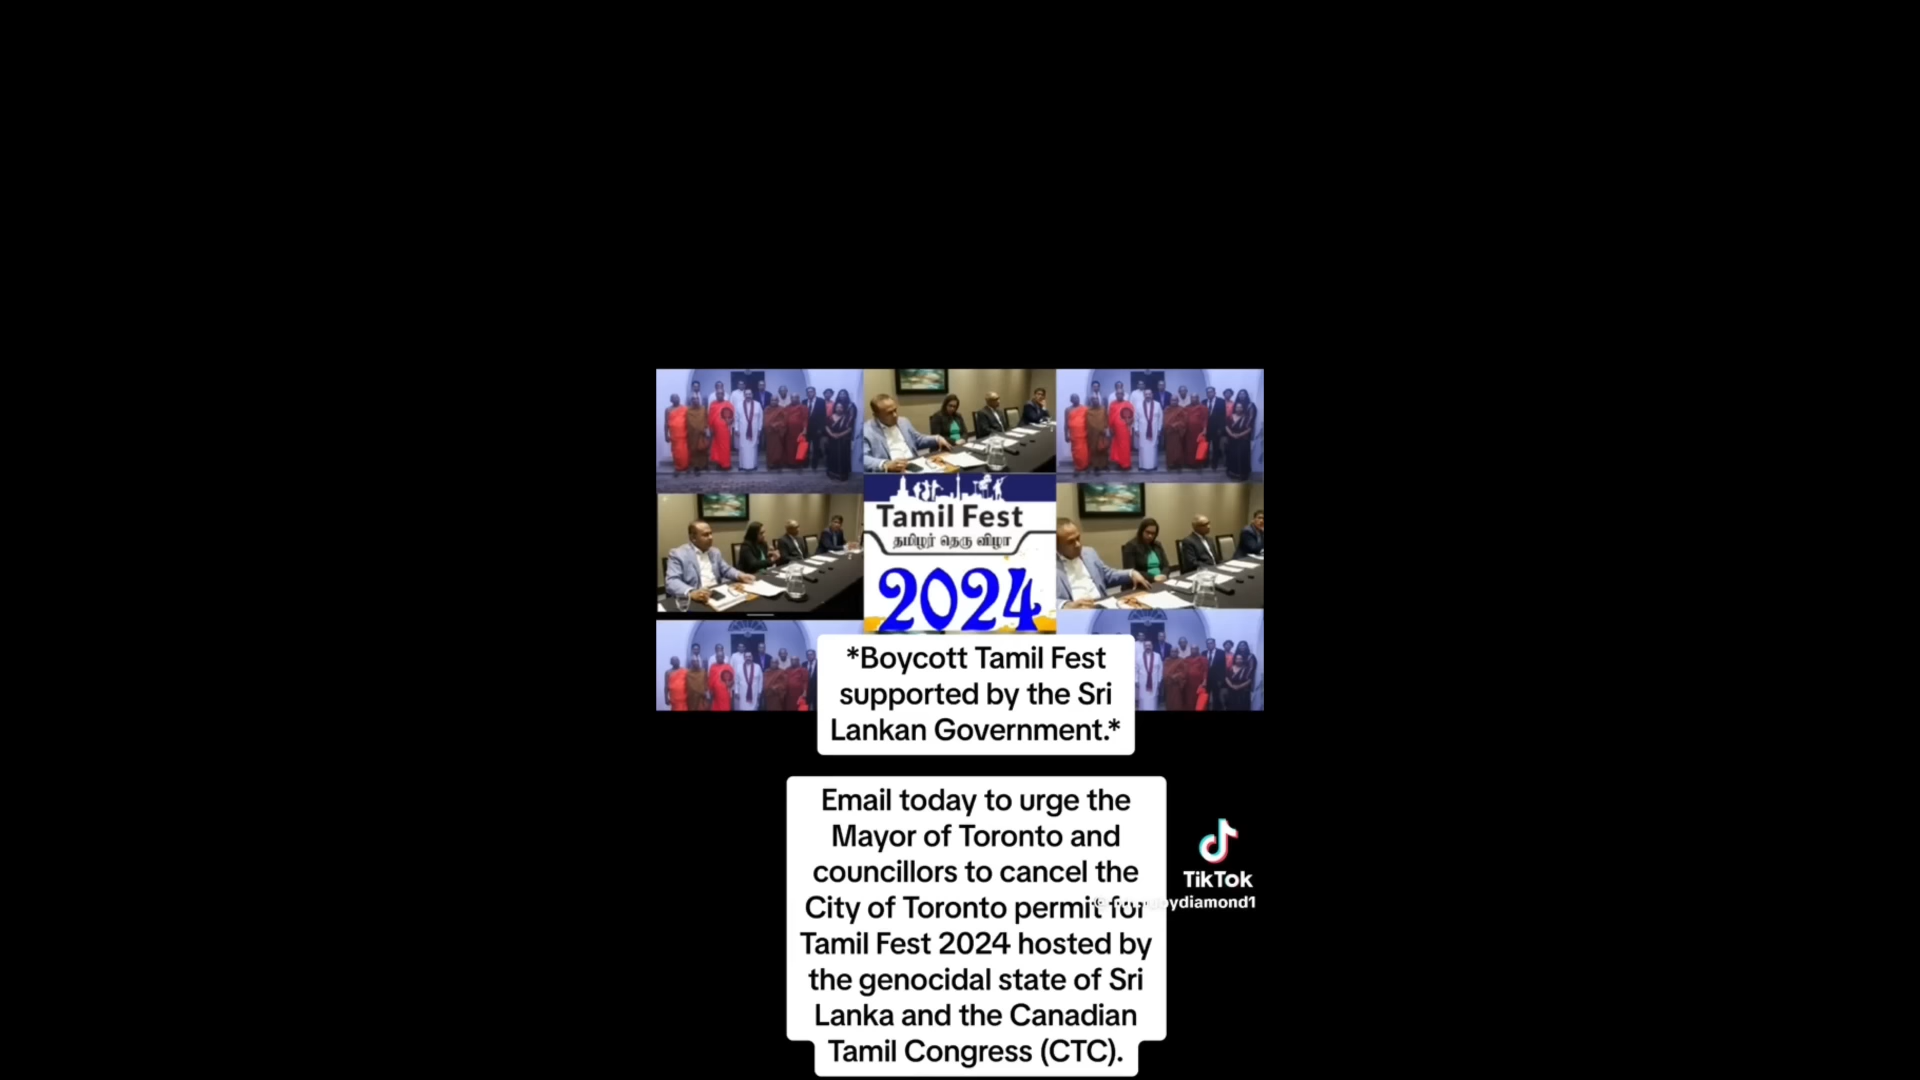 Tamil Fest
தமிழர் தெரு விழா
2024
*Boycott Tamil Fest
supported by the Sri
Lankan Government.*
Email today to urge the
Mayor of Toronto and
councillors to cancel the
City of Toronto permit for
Tamil Fest 2024 hosted by
the genocidal state of Sri
Lanka and the Canadian
Tamil Congress (CTC).
TikTok